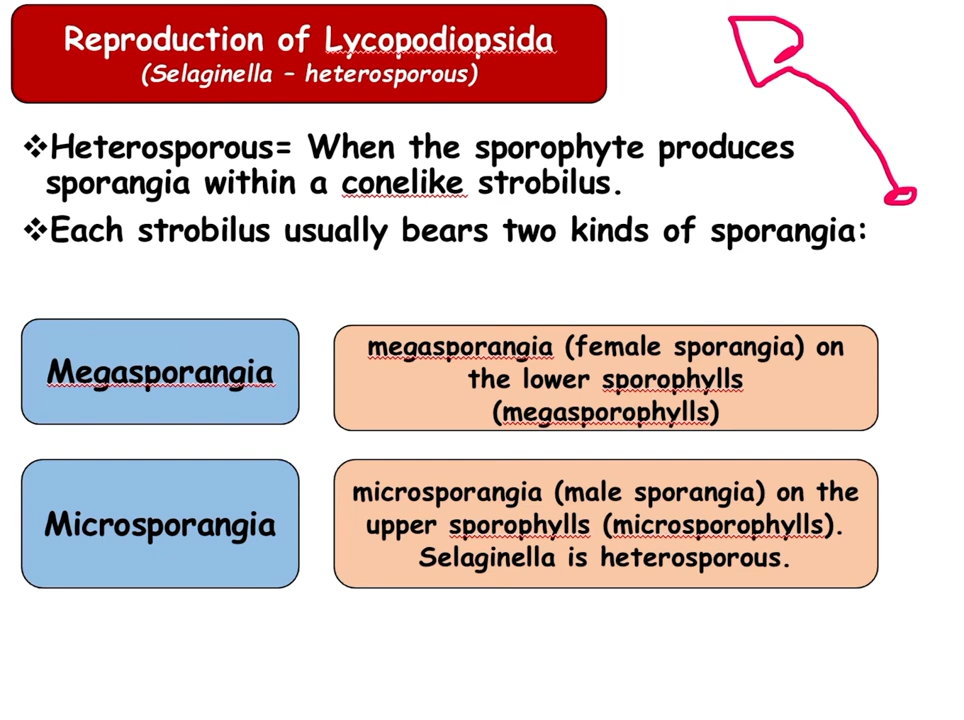 Reproduction of Lycopodiopsida
(Selaginella – heterosporous)
❖Heterosporous= When the sporophyte produces
sporangia within a conelike strobilus.
❖Each strobilus usually bears two kinds of sporangia:
Megasporangia
megasporangia (female sporangia) on
the lower sporophylls
(megasporophylls)
Microsporangia
microsporangia (male sporangia) on the
upper sporophylls (microsporophylls).
Selaginella is heterosporous.